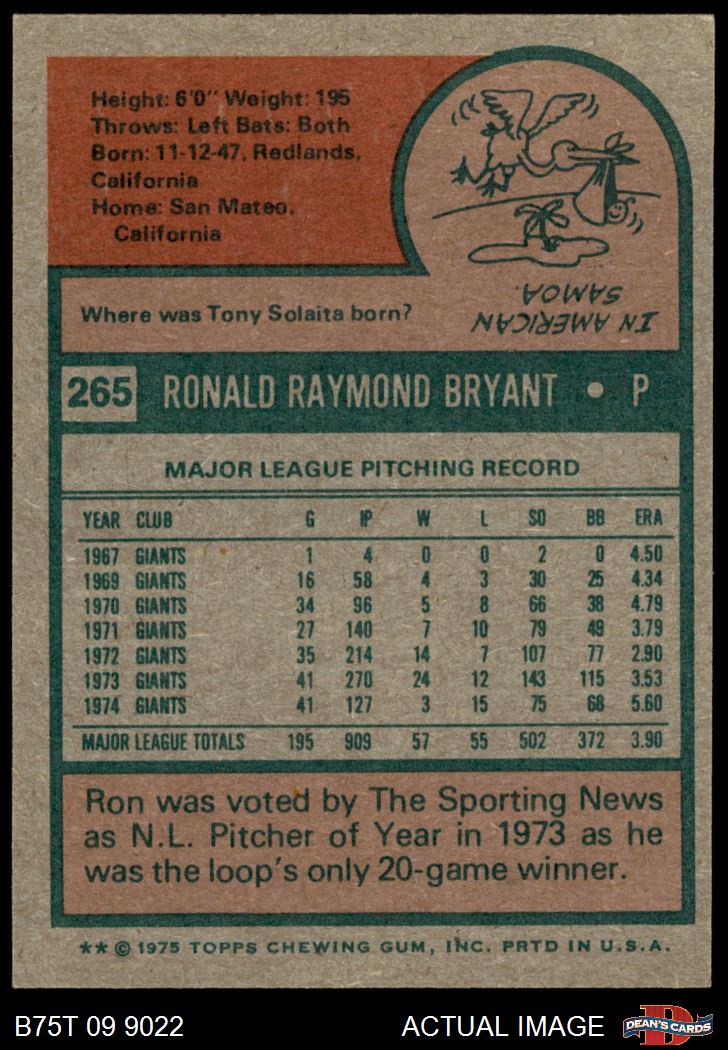 Height: 6'0" Weight: 195
Throws: Left Bats: Both
Born: 11-12-47, Redlands,
California
Home: San Mateo,
California
Where was Tony Solaita born?
IN AMERICAN
SAMOA.
265 RONALD RAYMOND BRYANT • P
MAJOR LEAGUE PITCHING RECORD
YEAR CLUB G IP W L SO BB ERA
1967 GIANTS 1 4 0 0 2 0 4.50
1969 GIANTS 16 58 4 3 30 25 4.34
1970 GIANTS 34 96 5 8 66 38 4.79
1971 GIANTS 27 140 7 10 79 49 3.79
1972 GIANTS 35 214 14 7 107 77 2.90
1973 GIANTS 41 270 24 12 143 115 3.53
1974 GIANTS 41 127 3 15 75 68 5.60
MAJOR LEAGUE TOTALS 195 909 57 55 502 372 3.90
Ron was voted by The Sporting News
as N.L. Pitcher of Year in 1973 as he
was the loop's only 20-game winner.
** © 1975 TOPPS CHEWING GUM, INC. PRTD IN U.S.A.
B75T 09 9022 ACTUAL IMAGE D DEAN'S CARDS